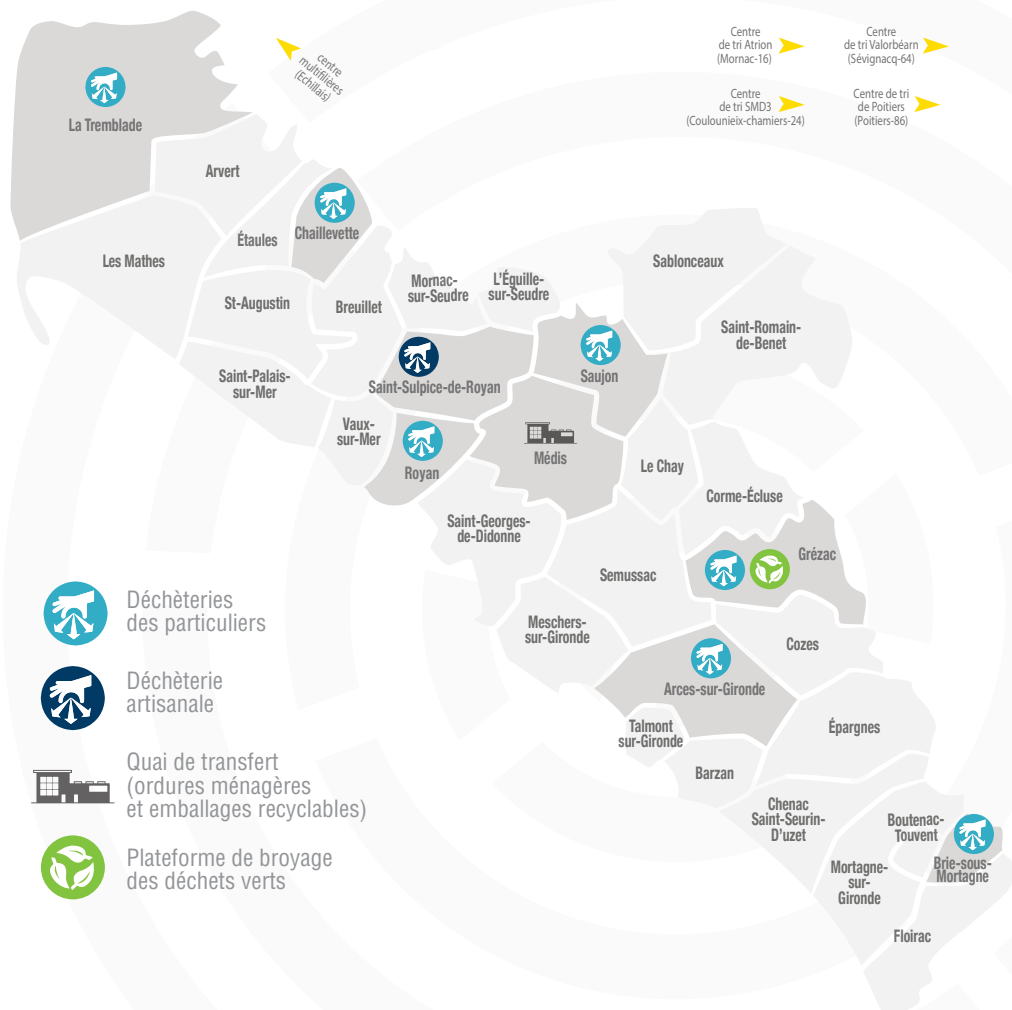 centre
multifilières
(Echillais)
Centre
de tri Atrion
(Mornac-16)
Centre
de tri Valorbéarn
(Sévignacq-64)
Centre
de tri SMD3
(Coulounieix-chamiers-24)
Centre de tri
de Poitiers
(Poitiers-86)
La Tremblade
Arvert
Chaillevette
Étaules
Les Mathes
Sablonceaux
Mornac-
sur-Seudre
L'Éguille-
sur-Seudre
St-Augustin
Breuillet
Saint-Romain-
de-Benet
Saint-Palais-
sur-Mer
Saint-Sulpice-de-Royan
Saujon
Vaux-
sur-Mer
Royan
Médis
Le Chay
Corme-Écluse
Saint-Georges-
de-Didonne
Grézac
Semussac
Meschers-
sur-Gironde
Cozes
Arces-sur-Gironde
Talmont
sur-Gironde
Épargnes
Barzan
Chenac
Saint-Seurin-
D'uzet
Boutenac-
Touvent
Brie-sous-
Mortagne
Mortagne-
sur-
Gironde
Floirac
Déchèteries
des particuliers
Déchèterie
artisanale
Quai de transfert
(ordures ménagères
et emballages recyclables)
Plateforme de broyage
des déchets verts